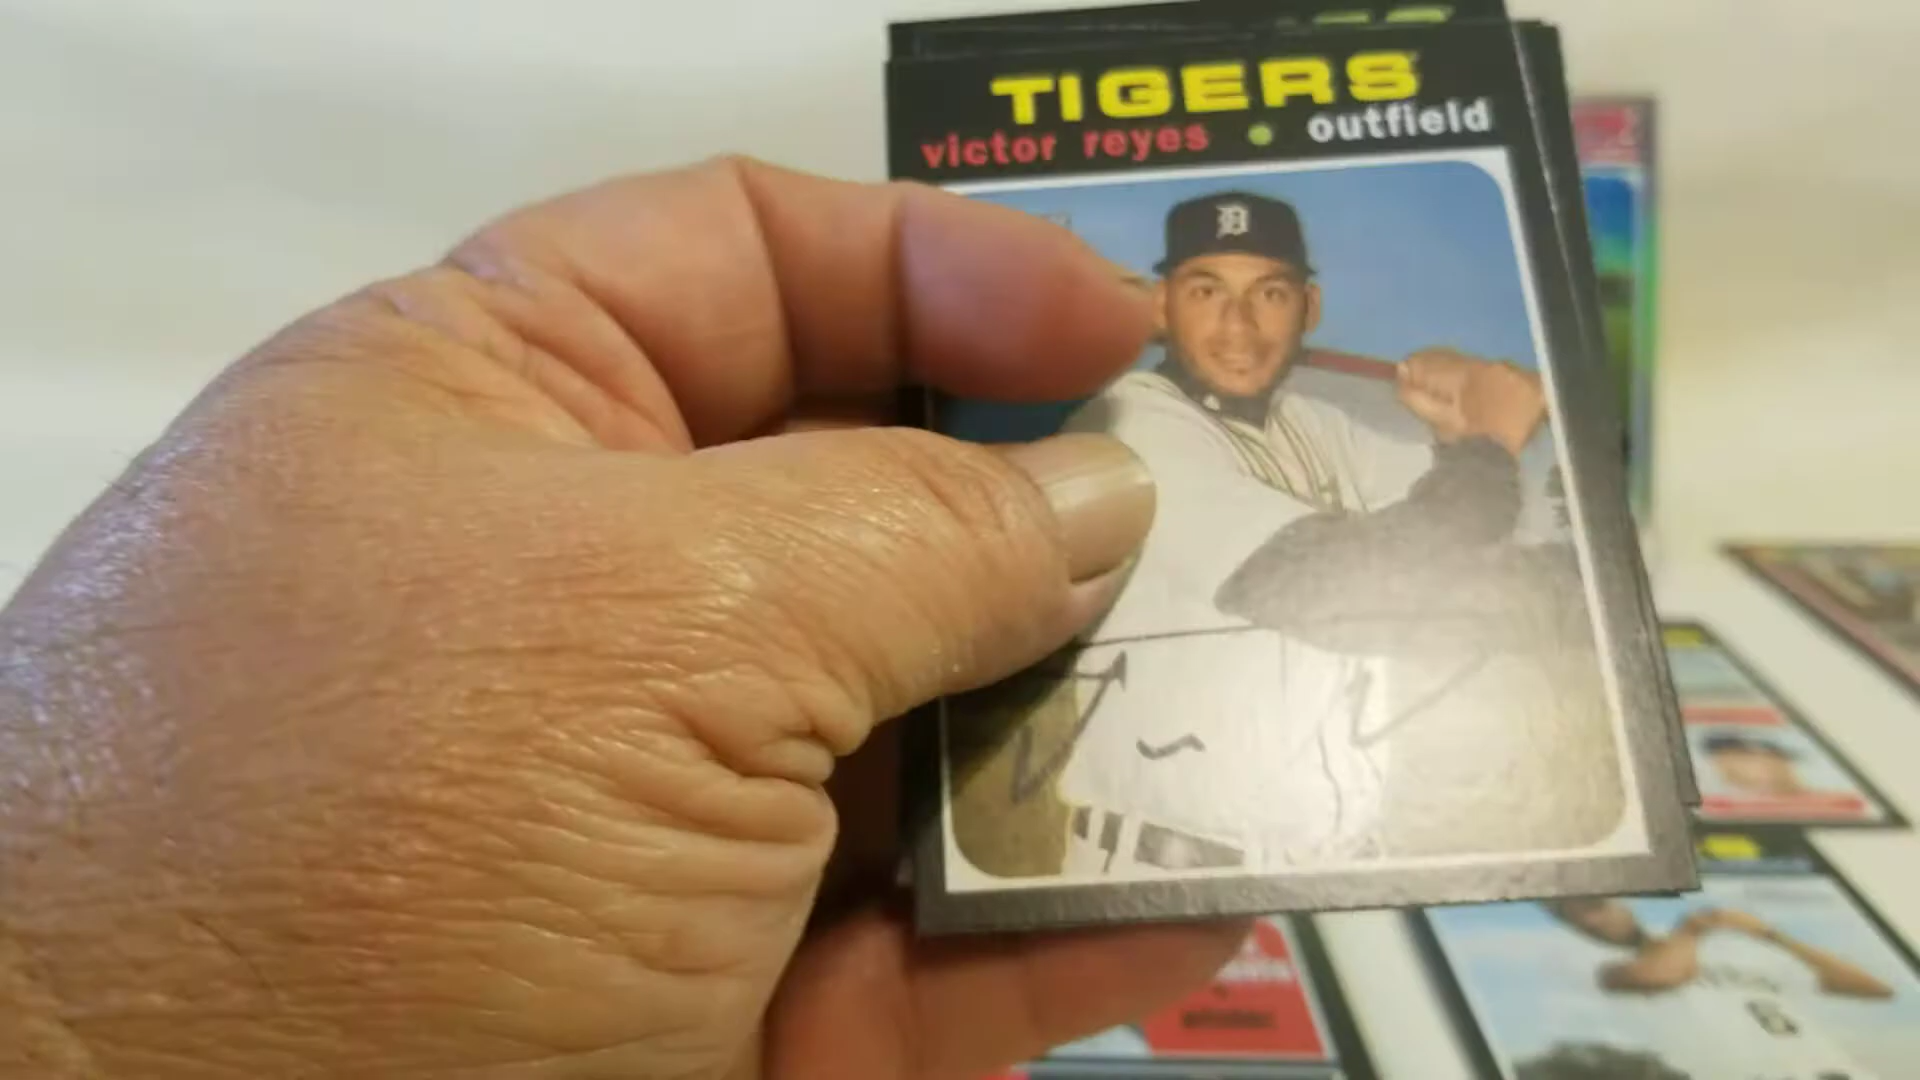 TIGERS
victor reyes • outfield